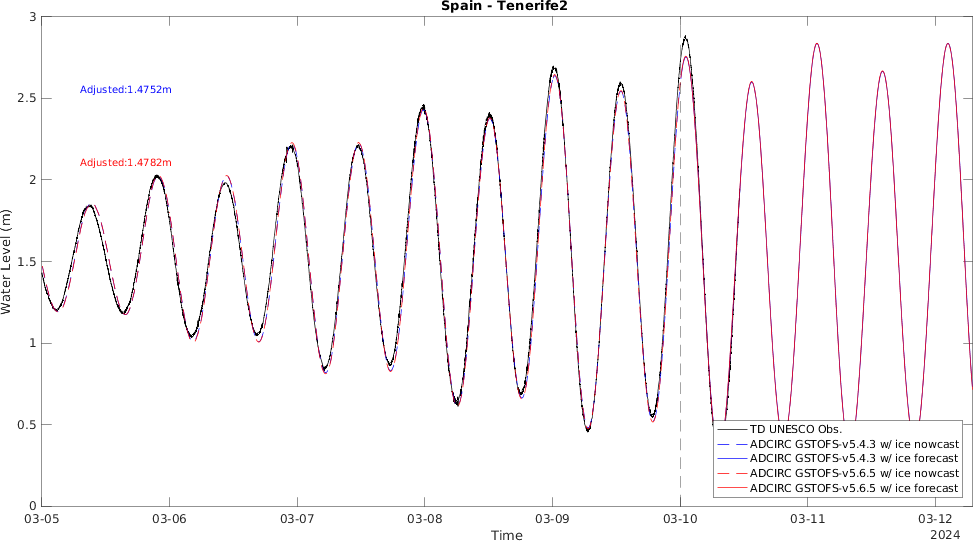 Spain - Tenerife2
3
2.5
2
1.5
1
0.5
0
Water Level (m)
Adjusted:1.4752m
Adjusted:1.4782m
TD UNESCO Obs.
ADCIRC GSTOFS-v5.4.3 w/ ice nowcast
ADCIRC GSTOFS-v5.4.3 w/ ice forecast
ADCIRC GSTOFS-v5.6.5 w/ ice nowcast
ADCIRC GSTOFS-v5.6.5 w/ ice forecast
03-05 03-06 03-07 03-08 03-09 03-10 03-11 03-12
Time
2024